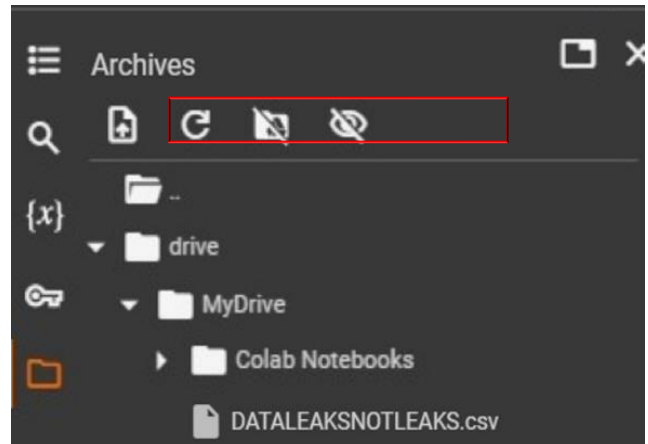 Archives
..
{x}
drive
MyDrive
Colab Notebooks
DATALEAKSNOTLEAKS.csv